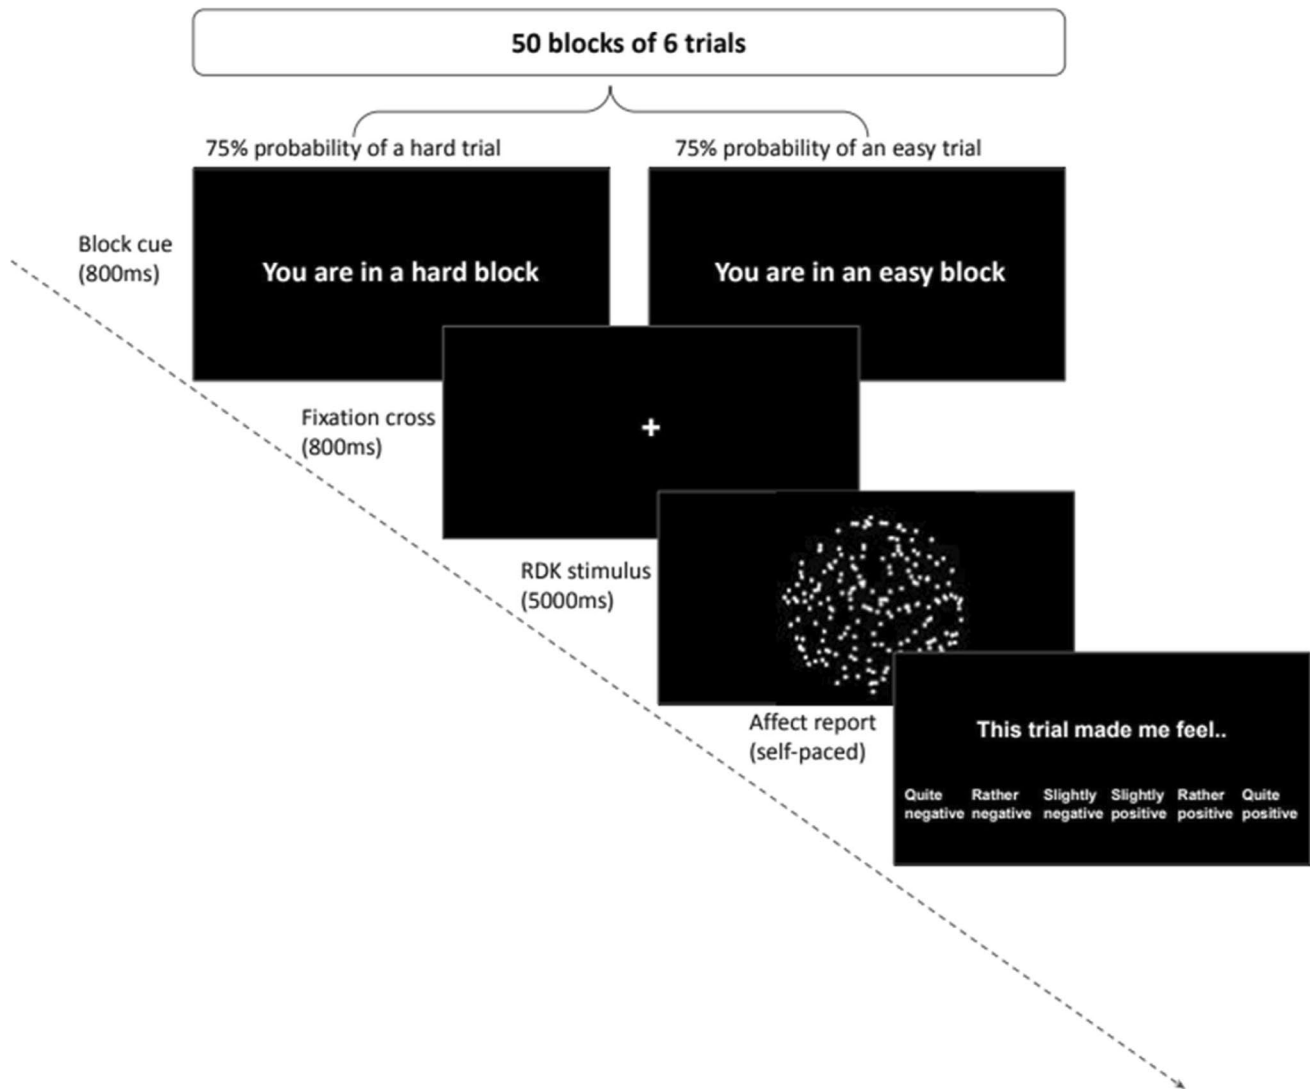 50 blocks of 6 trials
75% probability of a hard trial
75% probability of an easy trial
Block cue
(800ms)
You are in a hard block
You are in an easy block
Fixation cross
(800ms)
+
RDK stimulus
(5000ms)
Affect report
(self-paced)
This trial made me feel..
Quite negative
Rather negative
Slightly negative
Slightly positive
Rather positive
Quite positive